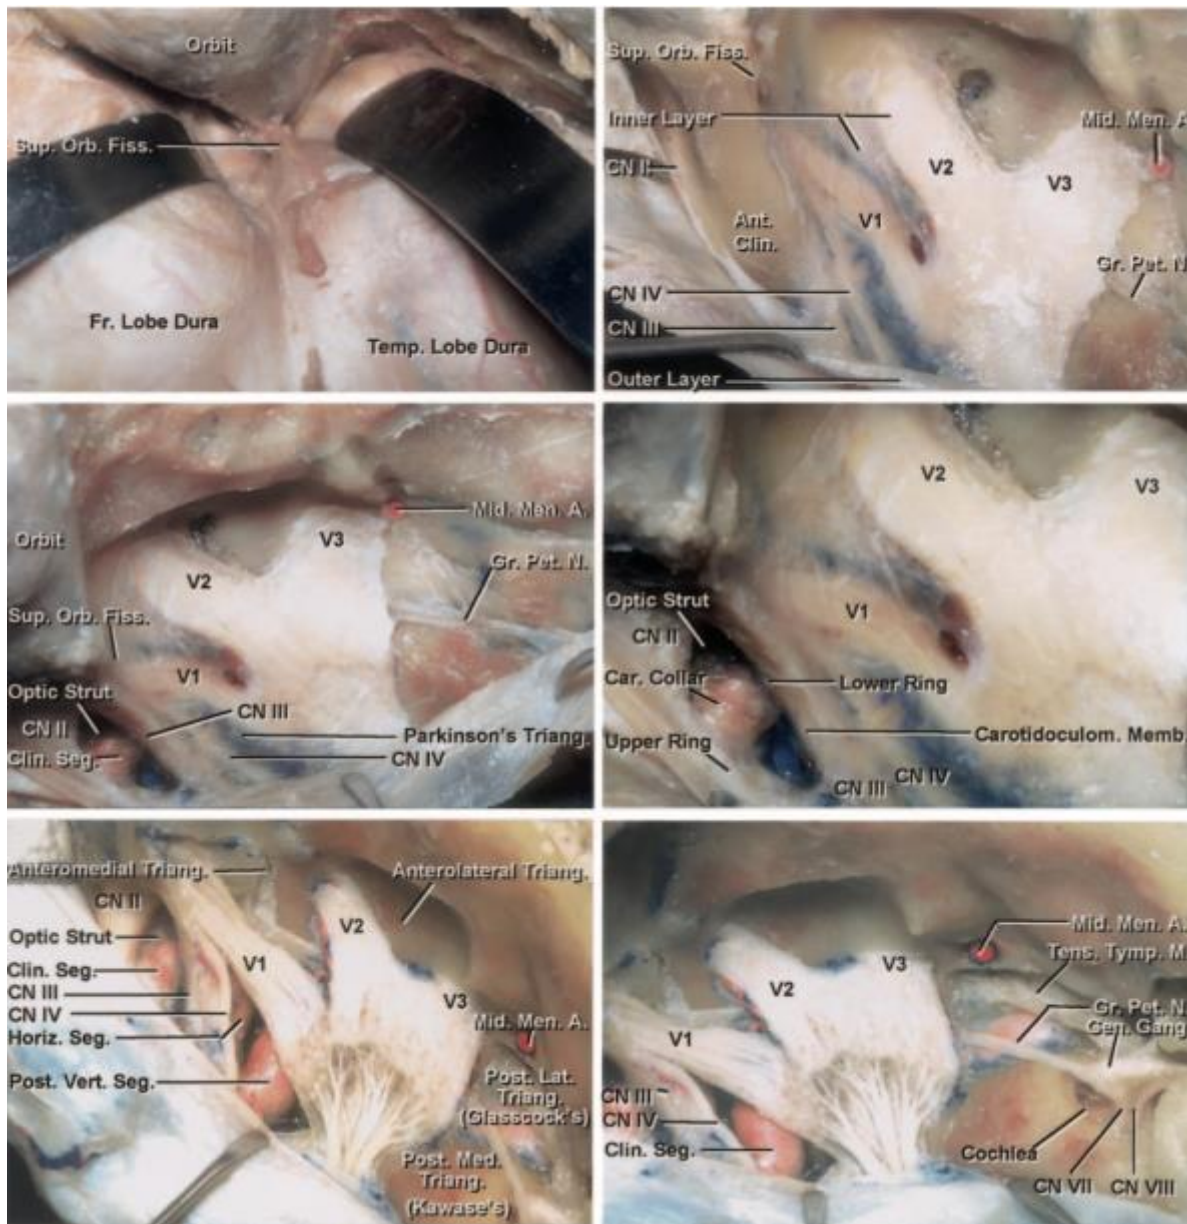 Orbit
Sup. Orb. Fiss.
Fr. Lobe Dura
Temp. Lobe Dura
Sup. Orb. Fiss.
Inner Layer
Mid. Men. A.
CN II
V2
V3
V1
Ant.
Clin.
Gr. Pet. N.
CN IV
CN III
Outer Layer
Mid. Men. A.
Orbit
V3
Gr. Pet. N.
V2
Sup. Orb. Fiss.
V1
Optic Strut
CN III
CN II
Parkinson's Triang.
Clin. Seg.
CN IV
V2
V3
Optic Strut
V1
CN II
Car. Collar
Lower Ring
Upper Ring
Carotidoculom. Memb.
CN III
CN IV
Anteromedial Triang.
Anterolateral Triang.
CN II
V2
Optic Strut
V1
Clin. Seg.
CN III
V3
CN IV
Mid. Men. A.
Horiz. Seg.
Post. Vert. Seg.
Post. Lat.
Triang.
(Glasscock's)
Post. Med.
Triang.
(Kawase's)
Mid. Men. A.
Tens. Tymp. M.
V3
V2
Gr. Pet. N.
Gen. Gang.
V1
CN III
CN IV
Clin. Seg.
Cochlea
CN VII
CN VIII